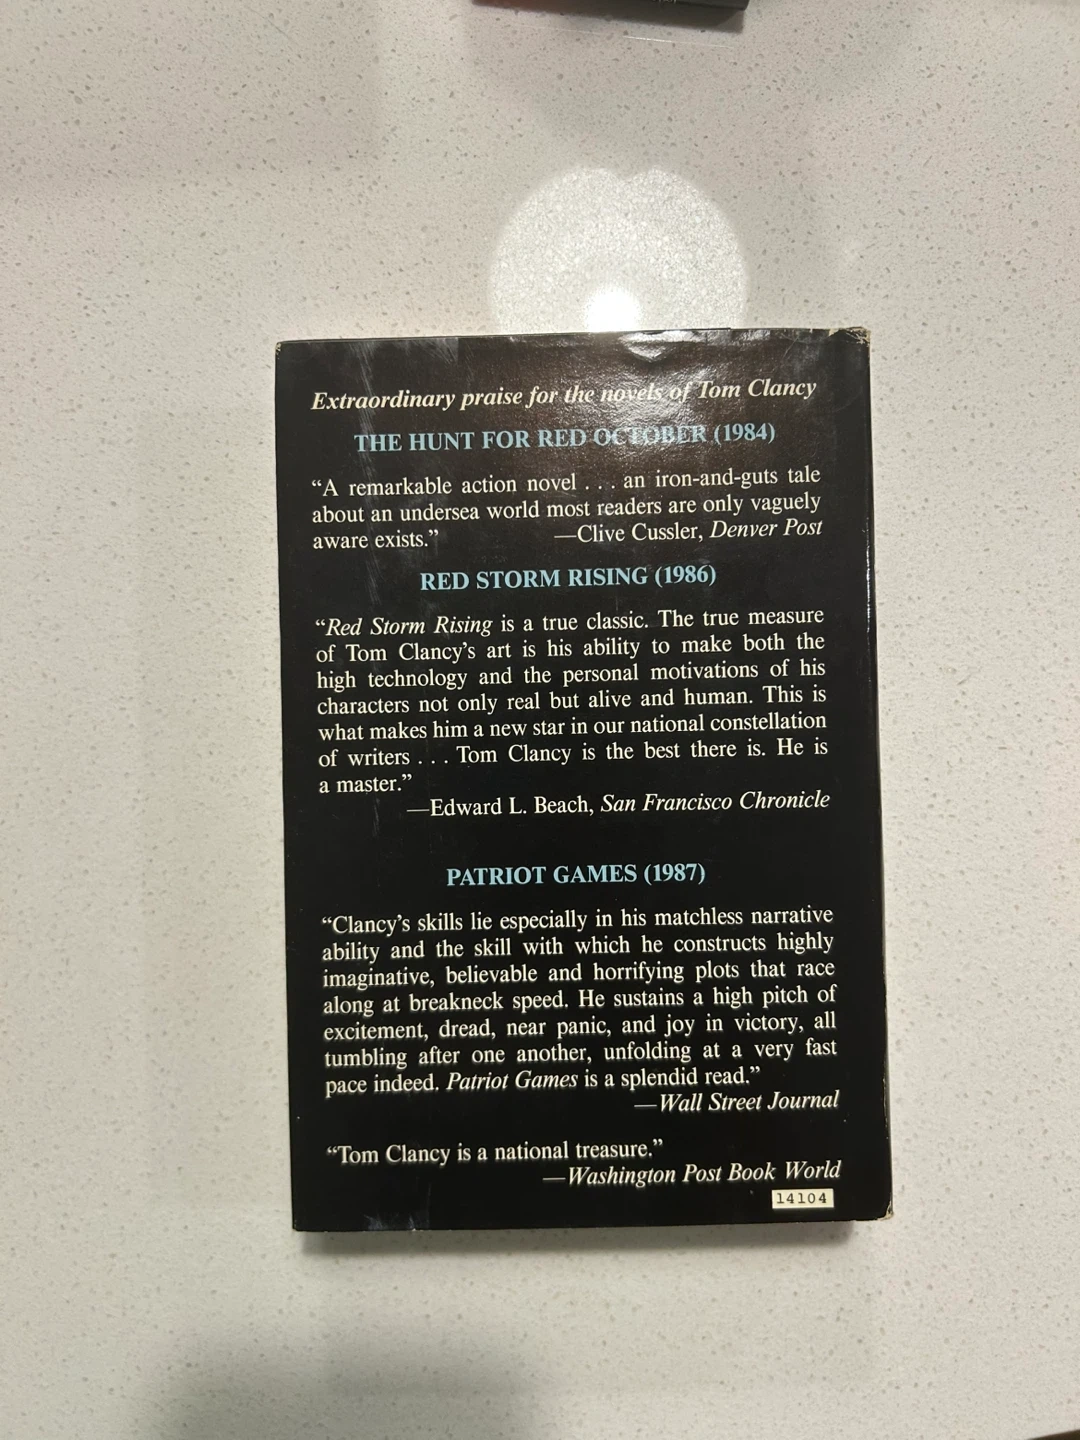 Extraordinary praise for the novels of Tom Clancy
THE HUNT FOR RED OCTOBER (1984)
“A remarkable action novel . . . an iron-and-guts tale
about an undersea world most readers are only vaguely
aware exists.” —Clive Cussler, Denver Post
RED STORM RISING (1986)
“Red Storm Rising is a true classic. The true measure
of Tom Clancy’s art is his ability to make both the
high technology and the personal motivations of his
characters not only real but alive and human. This is
what makes him a new star in our national constellation
of writers . . . Tom Clancy is the best there is. He is
a master.”
—Edward L. Beach, San Francisco Chronicle
PATRIOT GAMES (1987)
“Clancy’s skills lie especially in his matchless narrative
ability and the skill with which he constructs highly
imaginative, believable and horrifying plots that race
along at breakneck speed. He sustains a high pitch of
excitement, dread, near panic, and joy in victory, all
tumbling after one another, unfolding at a very fast
pace indeed. Patriot Games is a splendid read.”
—Wall Street Journal
“Tom Clancy is a national treasure.”
—Washington Post Book World
14104